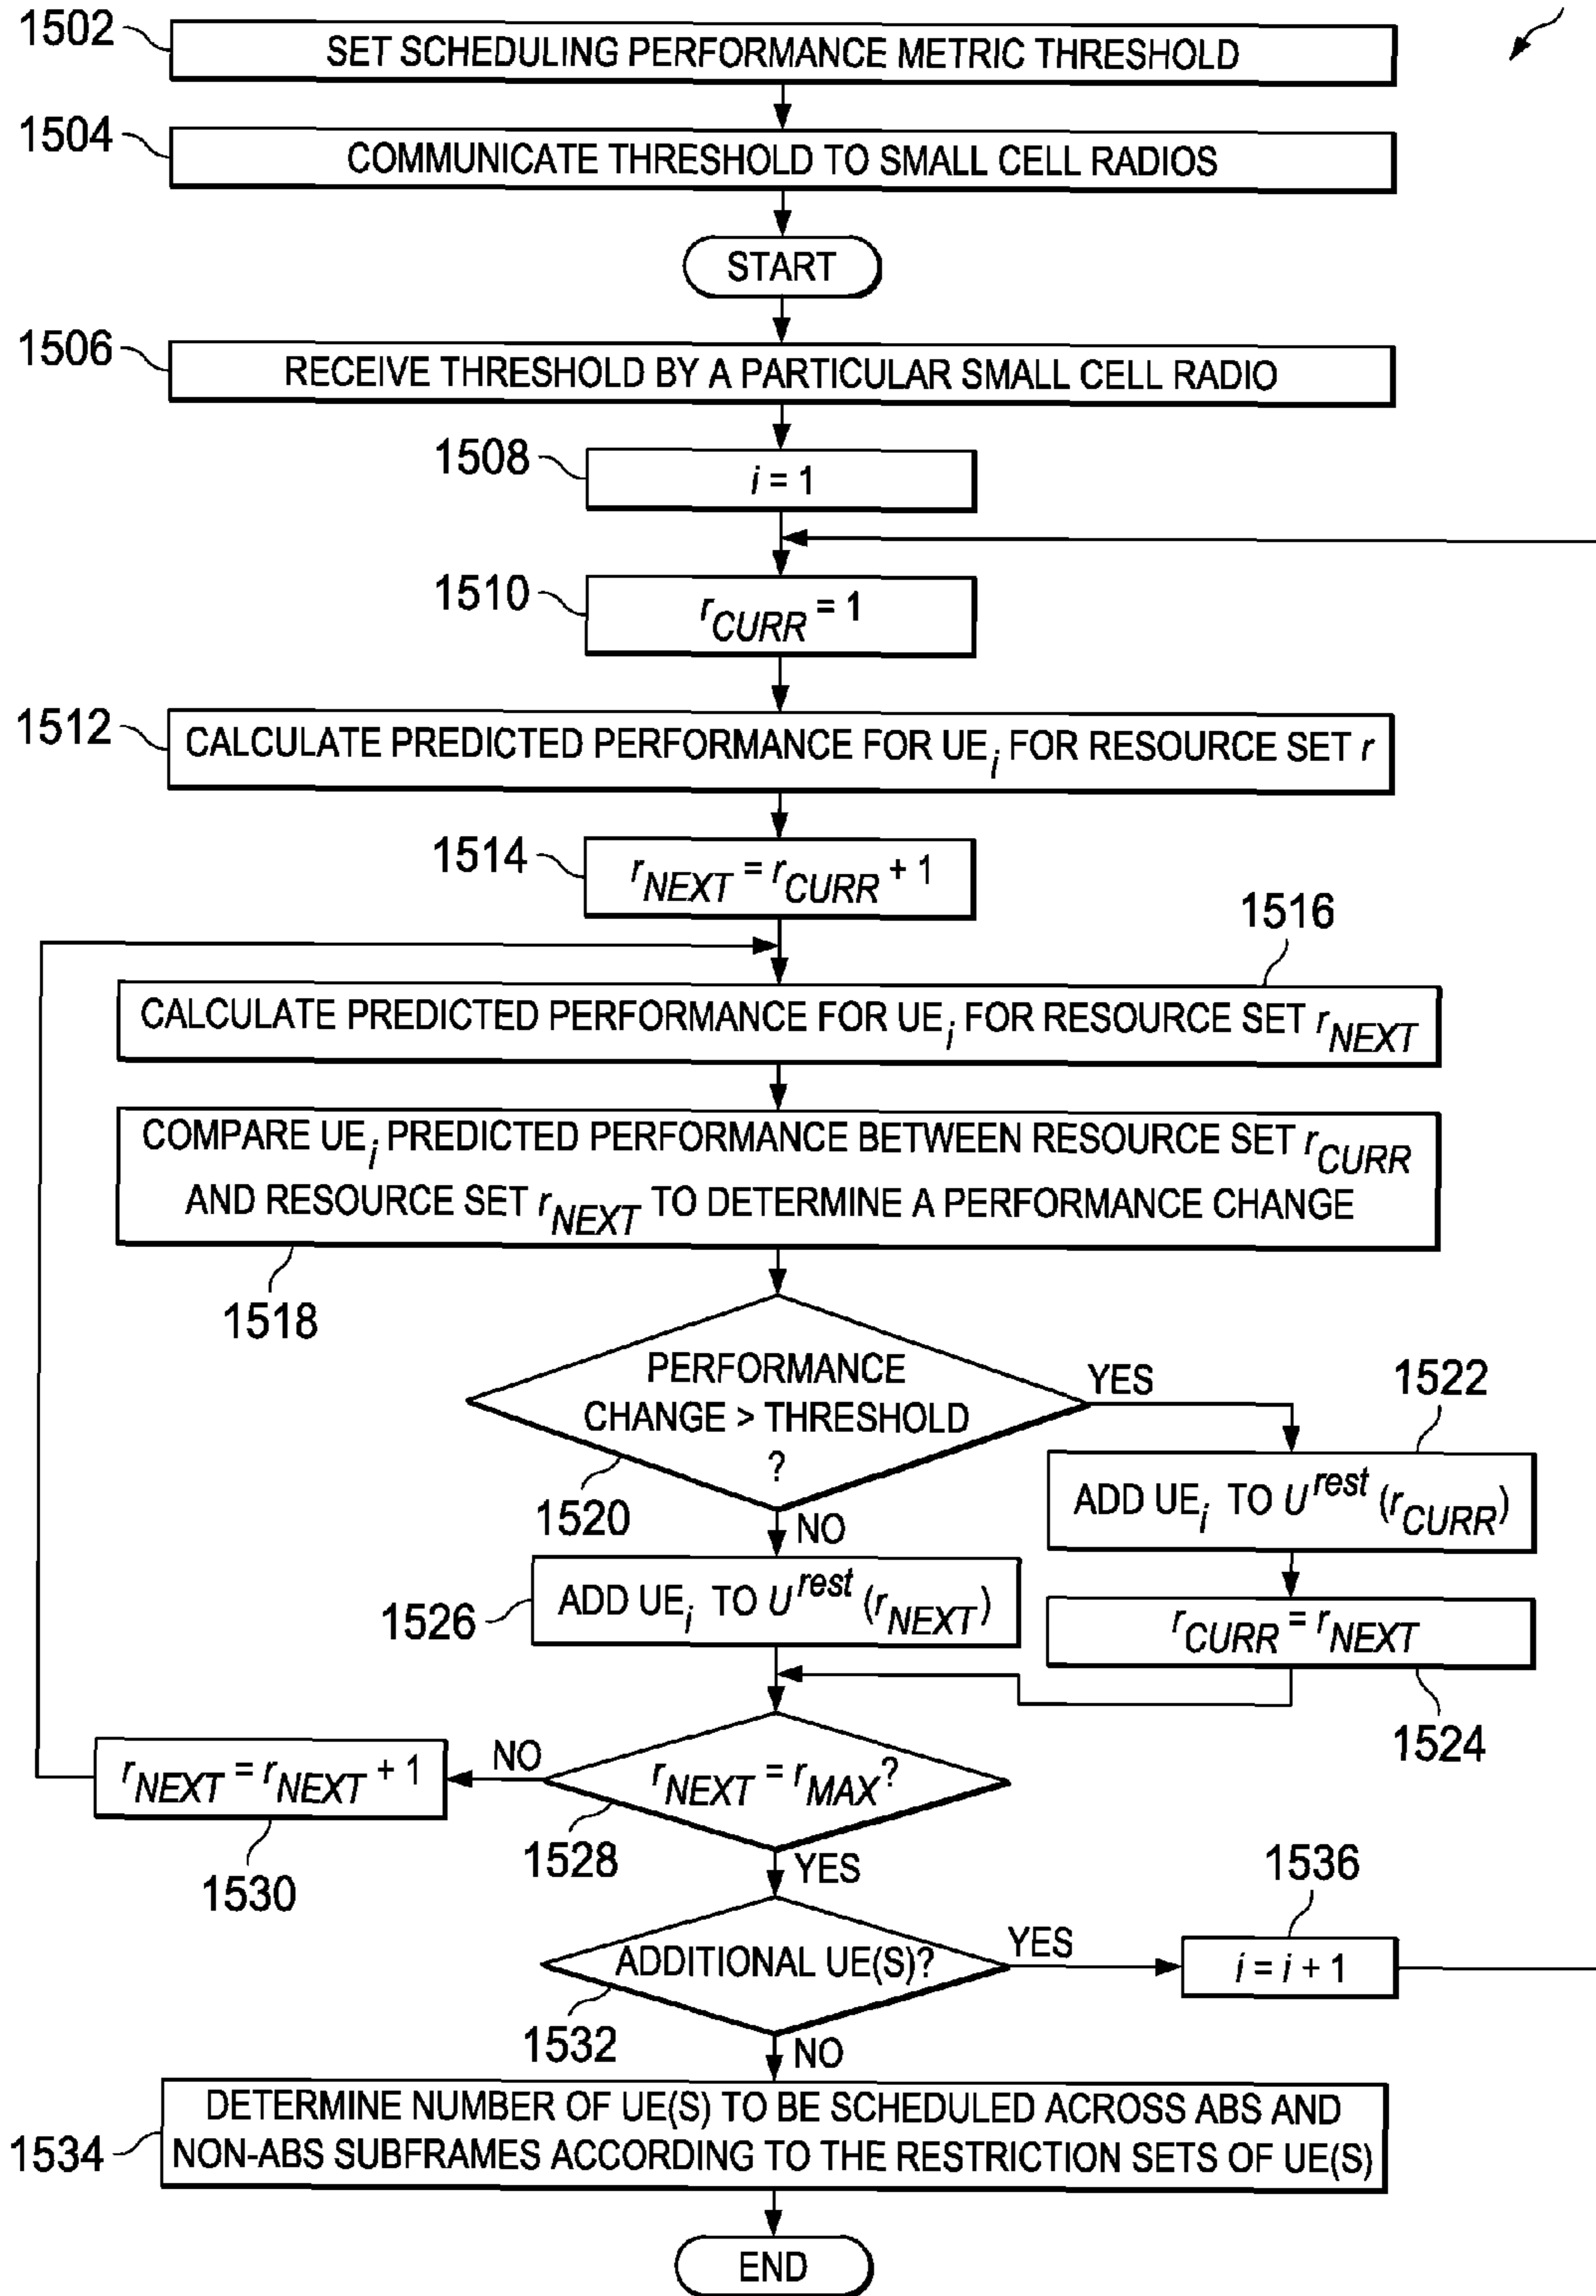 1502
SET SCHEDULING PERFORMANCE METRIC THRESHOLD
1504
COMMUNICATE THRESHOLD TO SMALL CELL RADIOS
START
1506
RECEIVE THRESHOLD BY A PARTICULAR SMALL CELL RADIO
1508
i = 1
1510
rCURR = 1
1512
CALCULATE PREDICTED PERFORMANCE FOR UEi FOR RESOURCE SET r
1514
rNEXT = rCURR + 1
1516
CALCULATE PREDICTED PERFORMANCE FOR UEi FOR RESOURCE SET rNEXT
COMPARE UEi PREDICTED PERFORMANCE BETWEEN RESOURCE SET rCURR
AND RESOURCE SET rNEXT TO DETERMINE A PERFORMANCE CHANGE
1518
PERFORMANCE
CHANGE > THRESHOLD
?
1520
YES
1522
ADD UEi TO Urest (rCURR)
NO
1526
ADD UEi TO Urest (rNEXT)
rCURR = rNEXT
1524
rNEXT = rMAX?
1528
NO
rNEXT = rNEXT + 1
1530
YES
1536
ADDITIONAL UE(S)?
1532
YES
i = i + 1
NO
1534
DETERMINE NUMBER OF UE(S) TO BE SCHEDULED ACROSS ABS AND
NON-ABS SUBFRAMES ACCORDING TO THE RESTRICTION SETS OF UE(S)
END